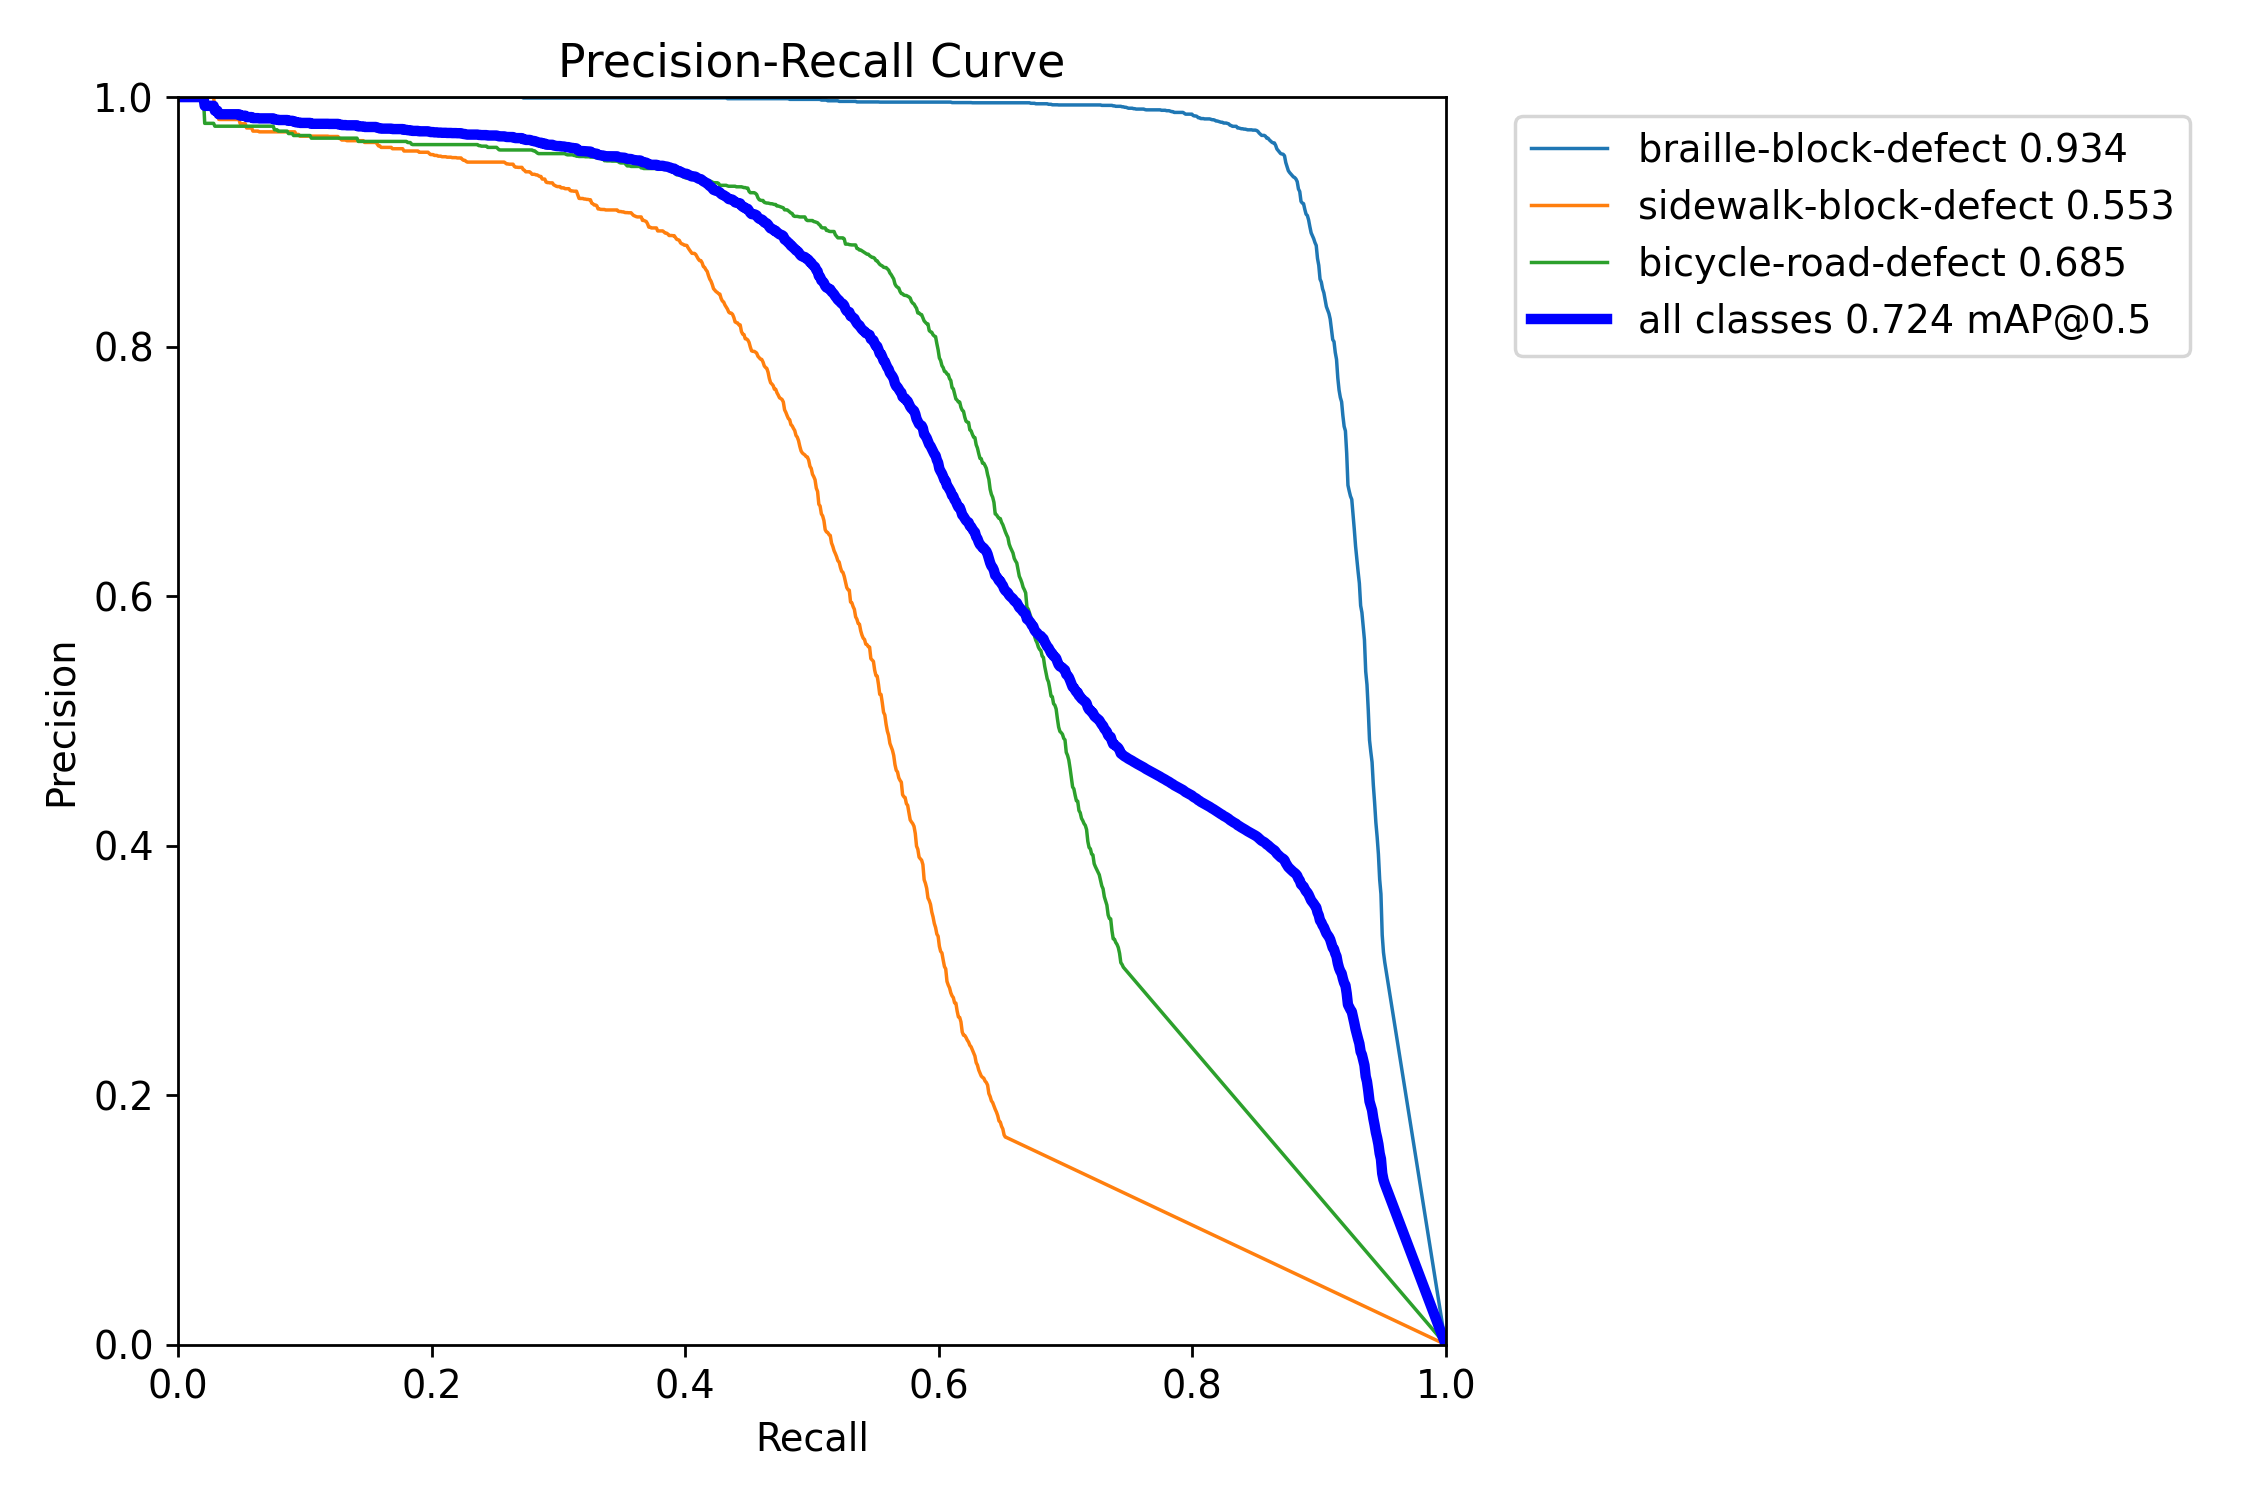 Precision-Recall Curve
1.0
0.8
0.6
0.4
0.2
0.0
Precision
0.0 0.2 0.4 0.6 0.8 1.0
Recall
braille-block-defect 0.934
sidewalk-block-defect 0.553
bicycle-road-defect 0.685
all classes 0.724 mAP@0.5